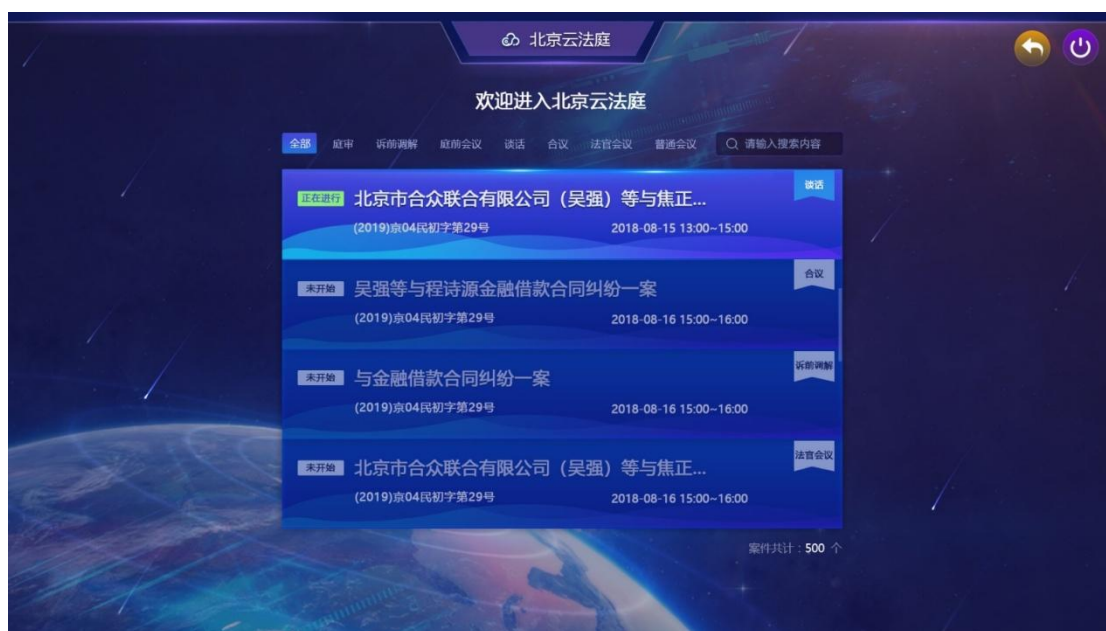 北京云法庭
欢迎进入北京云法庭
全部 庭审 诉前调解 庭前会议 谈话 合议 法官会议 普通会议 请输入搜索内容
谈话
正在进行 北京市合众联合有限公司（吴强）等与焦正...
(2019)京04民初字第29号 2018-08-15 13:00~15:00
合议
未开始 吴强等与程诗源金融借款合同纠纷一案
(2019)京04民初字第29号 2018-08-16 15:00~16:00
诉前调解
未开始 与金融借款合同纠纷一案
(2019)京04民初字第29号 2018-08-16 15:00~16:00
法官会议
未开始 北京市合众联合有限公司（吴强）等与焦正...
(2019)京04民初字第29号 2018-08-16 15:00~16:00
案件共计：500 个